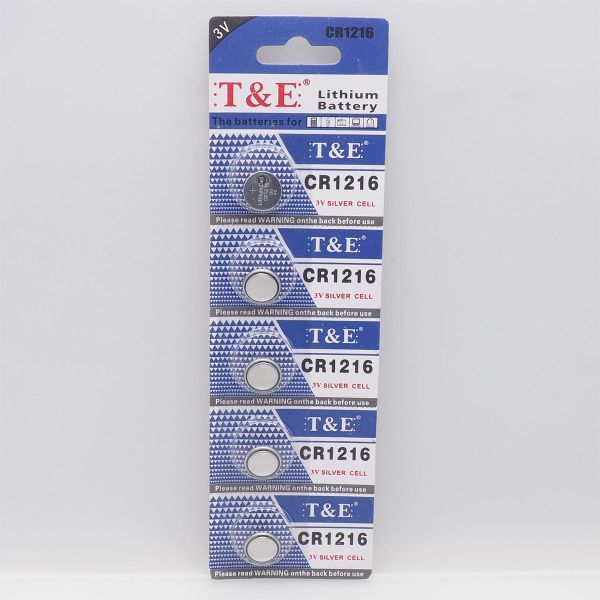 3V
CR1216
T&E®
Lithium
Battery
The batteries for
T&E®
CR1216
3V SILVER CELL
Please read WARNING on the back before use
T&E®
CR1216
3V SILVER CELL
Please read WARNING onthe back before use
T&E®
CR1216
3V SILVER CELL
Please read WARNING onthe back before use
T&E®
CR1216
3V SILVER CELL
Please read WARNING onthe back before use
T&E®
CR1216
3V SILVER CELL
Please read WARNING onthe back before use